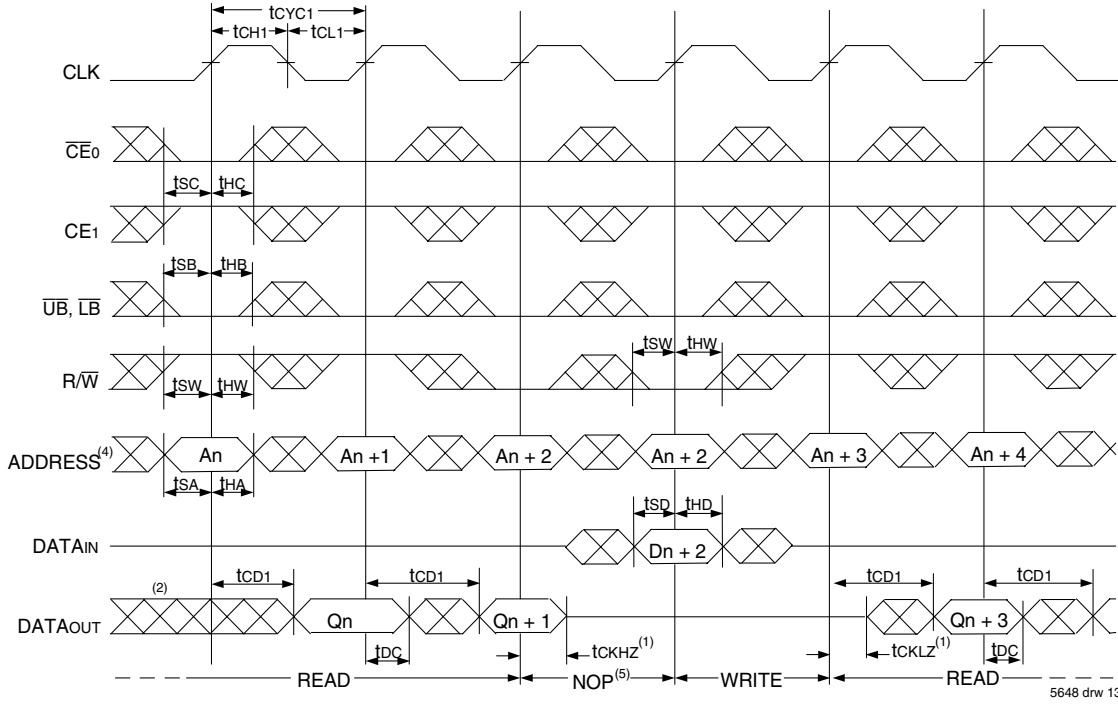 tCYC1
tCH1 tCL1
CLK
CE0
tSC tHC
CE1
tSB tHB
UB, LB
tSW tHW
R/W
tSW tHW
ADDRESS(4) An An +1 An + 2 An + 2 An + 3 An + 4
tSA tHA
tSD tHD
DATAIN Dn + 2
(2) tCD1 tCD1 tCD1 tCD1
DATAOUT Qn Qn + 1 Qn + 3
tDC tCKHZ(1) tCKLZ(1) tDC
READ NOP(5) WRITE READ
5648 drw 13